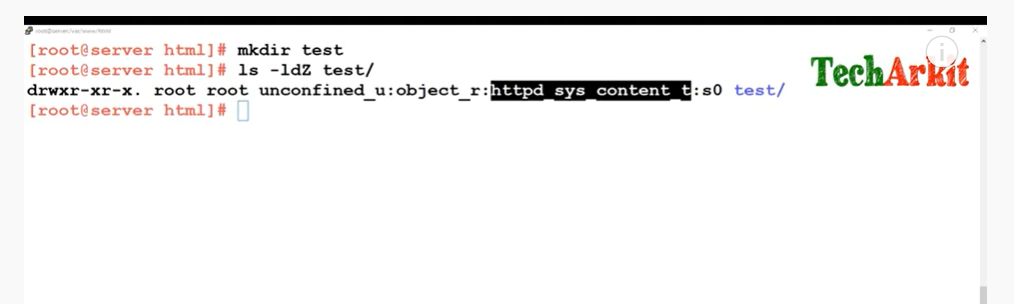 root@server:/var/www/html
[root@server html]# mkdir test
[root@server html]# ls -ldZ test/
drwxr-xr-x. root root unconfined_u:object_r:httpd_sys_content_t:s0 test/
[root@server html]#
TechArkit